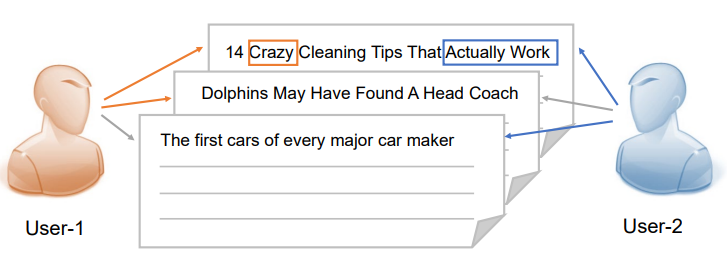 14 Crazy Cleaning Tips That Actually Work
Dolphins May Have Found A Head Coach
The first cars of every major car maker
User-1
User-2